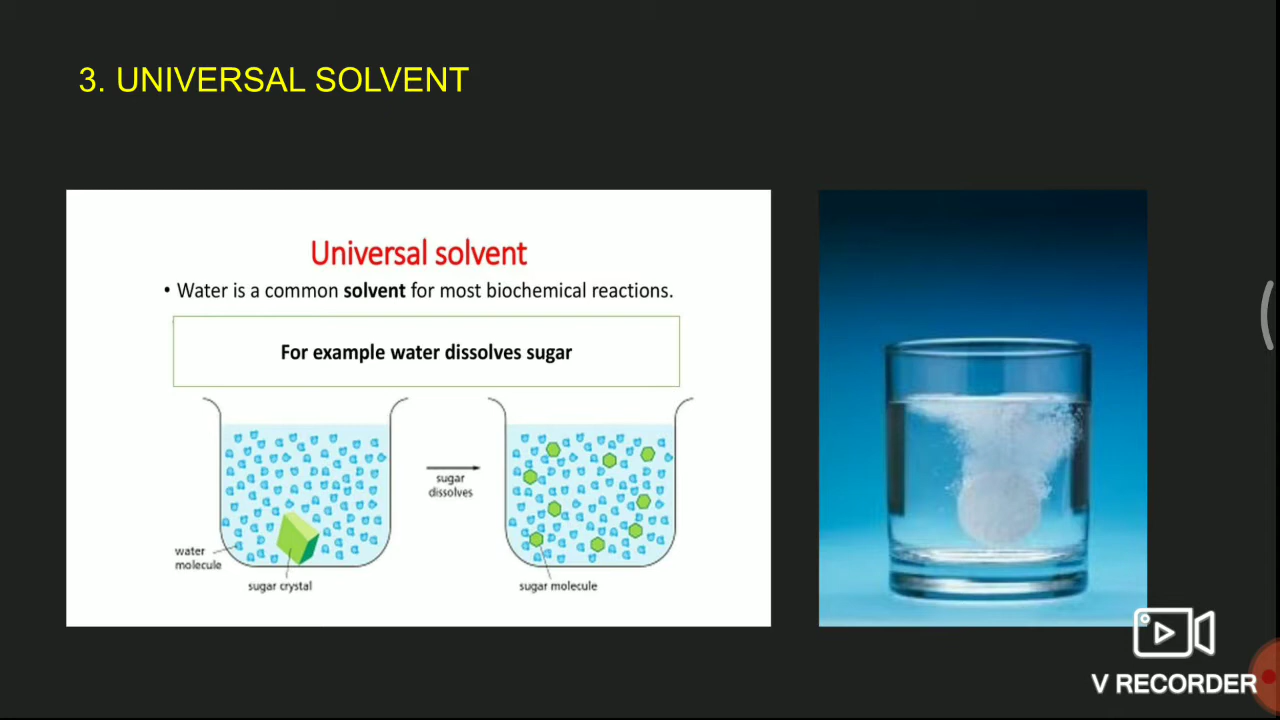 3. UNIVERSAL SOLVENT
Universal solvent
• Water is a common solvent for most biochemical reactions.
For example water dissolves sugar
sugar
dissolves
water
molecule
sugar crystal
sugar molecule
V RECORDER